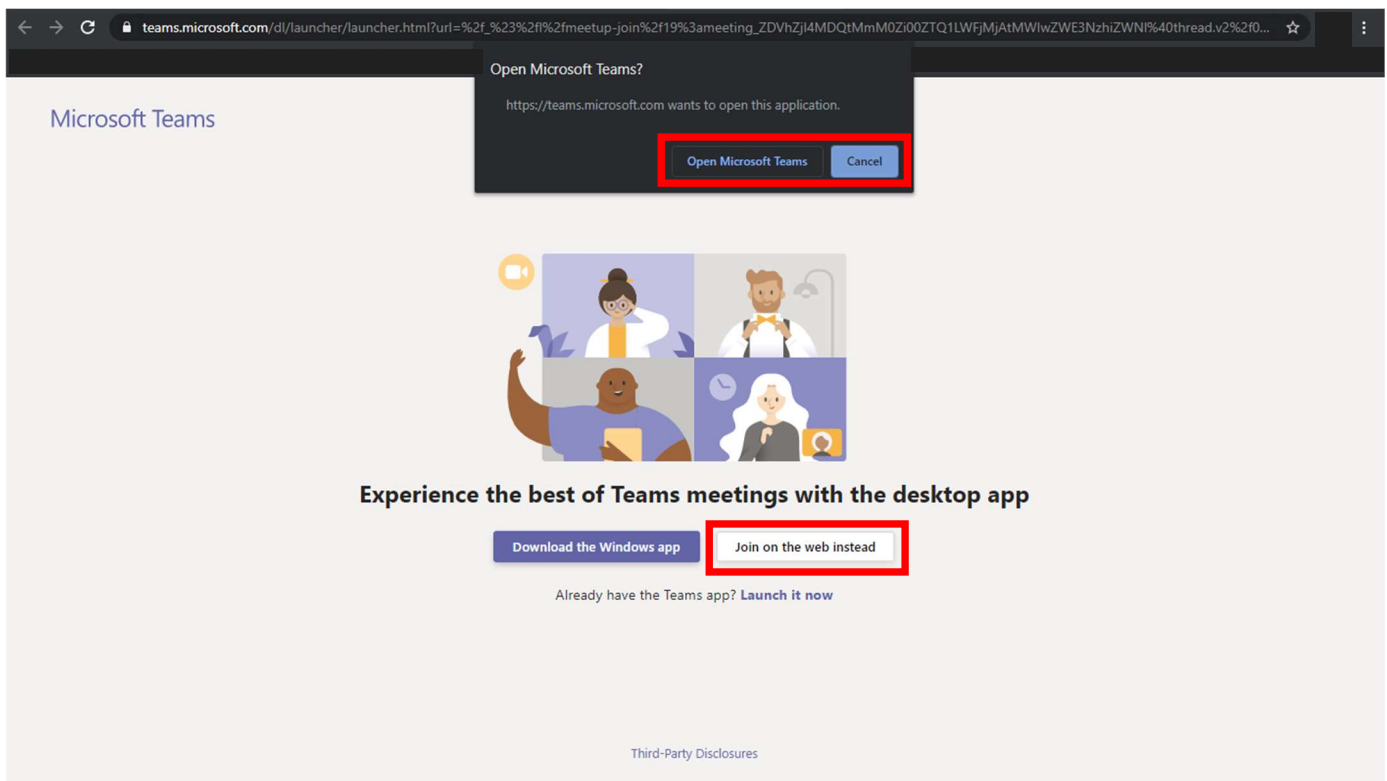 teams.microsoft.com/dl/launcher/launcher.html?url=%2f_%23%2fl%2fmeetup-join%2f19%3ameeting_ZDVhZjI4MDQtMmM0Zi00ZTQ1LWFjMjAtMWIwZWE3NzhiZWNl%40thread.v2%2f0...
Open Microsoft Teams?
https://teams.microsoft.com wants to open this application.
Open Microsoft Teams Cancel
Microsoft Teams
Experience the best of Teams meetings with the desktop app
Download the Windows app Join on the web instead
Already have the Teams app? Launch it now
Third-Party Disclosures